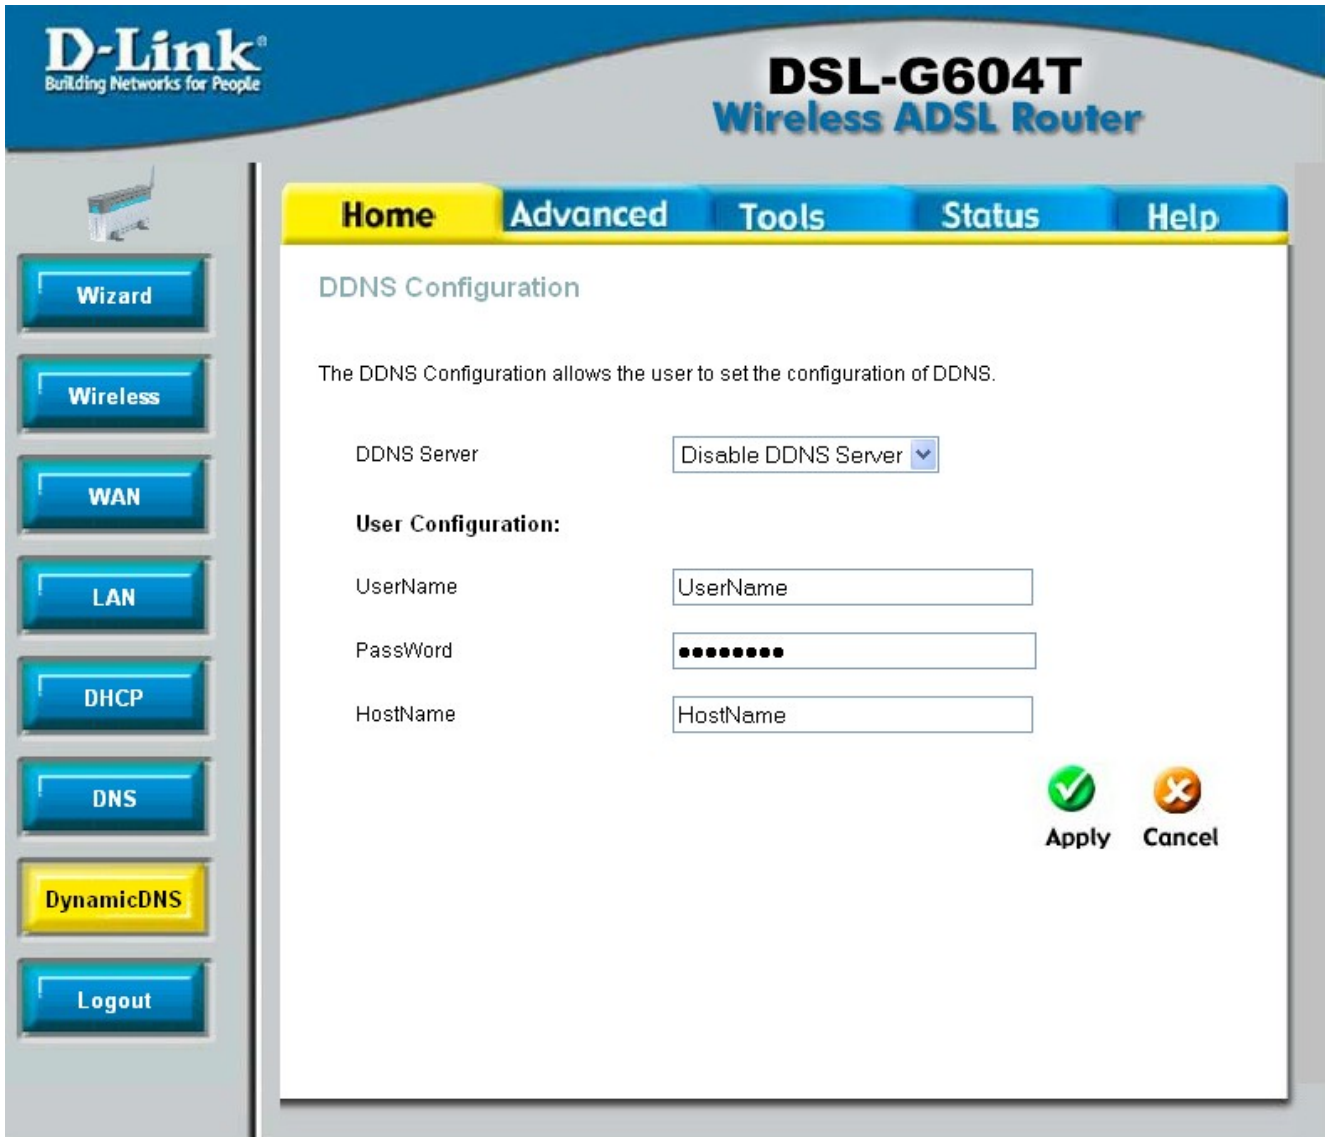 D-Link®
Building Networks for People
DSL-G604T
Wireless ADSL Router
Home Advanced Tools Status Help
Wizard
Wireless
WAN
LAN
DHCP
DNS
DynamicDNS
Logout
DDNS Configuration
The DDNS Configuration allows the user to set the configuration of DDNS.
DDNS Server Disable DDNS Server
User Configuration:
UserName UserName
PassWord ••••••••
HostName HostName
Apply Cancel